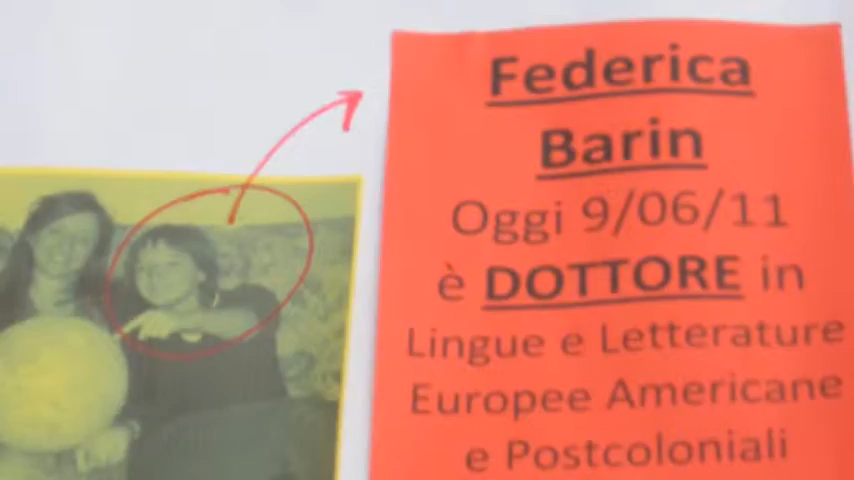 Federica
Barin
Oggi 9/06/11
è DOTTORE in
Lingue e Letterature
Europee Americane
e Postcoloniali